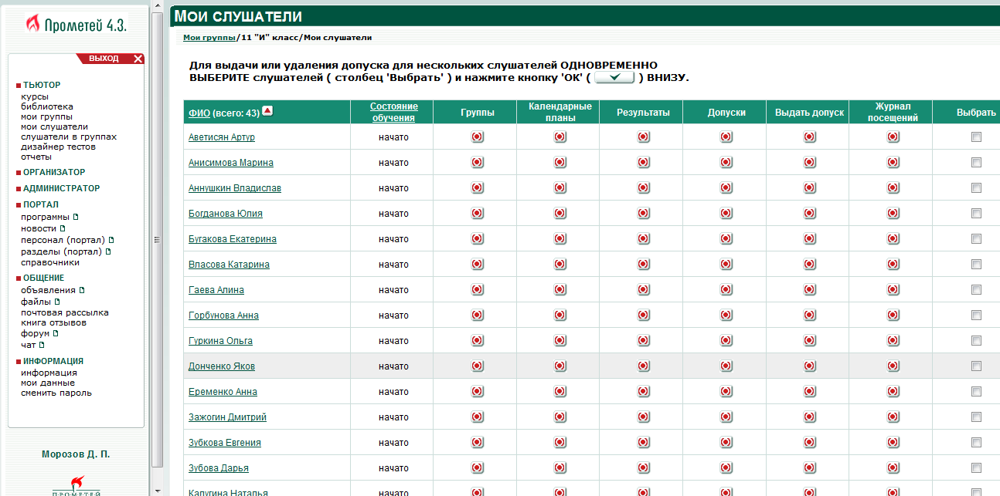 Прометей 4.3.
ВЫХОД
ТЬЮТОР
курсы
библиотека
мои группы
мои слушатели
слушатели в группах
дизайнер тестов
отчеты
ОРГАНИЗАТОР
АДМИНИСТРАТОР
ПОРТАЛ
программы
новости
персонал (портал)
разделы (портал)
справочники
ОБЩЕНИЕ
объявления
файлы
почтовая рассылка
книга отзывов
форум
чат
ИНФОРМАЦИЯ
информация
мои данные
сменить пароль
Морозов Д. П.
ПРОМЕТЕЙ
Мои слушатели
Мои группы/11 "И" класс/Мои слушатели
Для выдачи или удаления допуска для нескольких слушателей ОДНОВРЕМЕННО
ВЫБЕРИТЕ слушателей ( столбец 'Выбрать' ) и нажмите кнопку 'ОК' ( ) ВНИЗУ.
ФИО (всего: 43) Состояние обучения Группы Календарные планы Результаты Допуски Выдать допуск Журнал посещений Выбрать
Аветисян Артур начато
Анисимова Марина начато
Аннушкин Владислав начато
Богданова Юлия начато
Бугакова Екатерина начато
Власова Катарина начато
Гаева Алина начато
Горбунова Анна начато
Гуркина Ольга начато
Донченко Яков начато
Еременко Анна начато
Зажогин Дмитрий начато
Зубкова Евгения начато
Зубова Дарья начато
Калугина Наталья начато